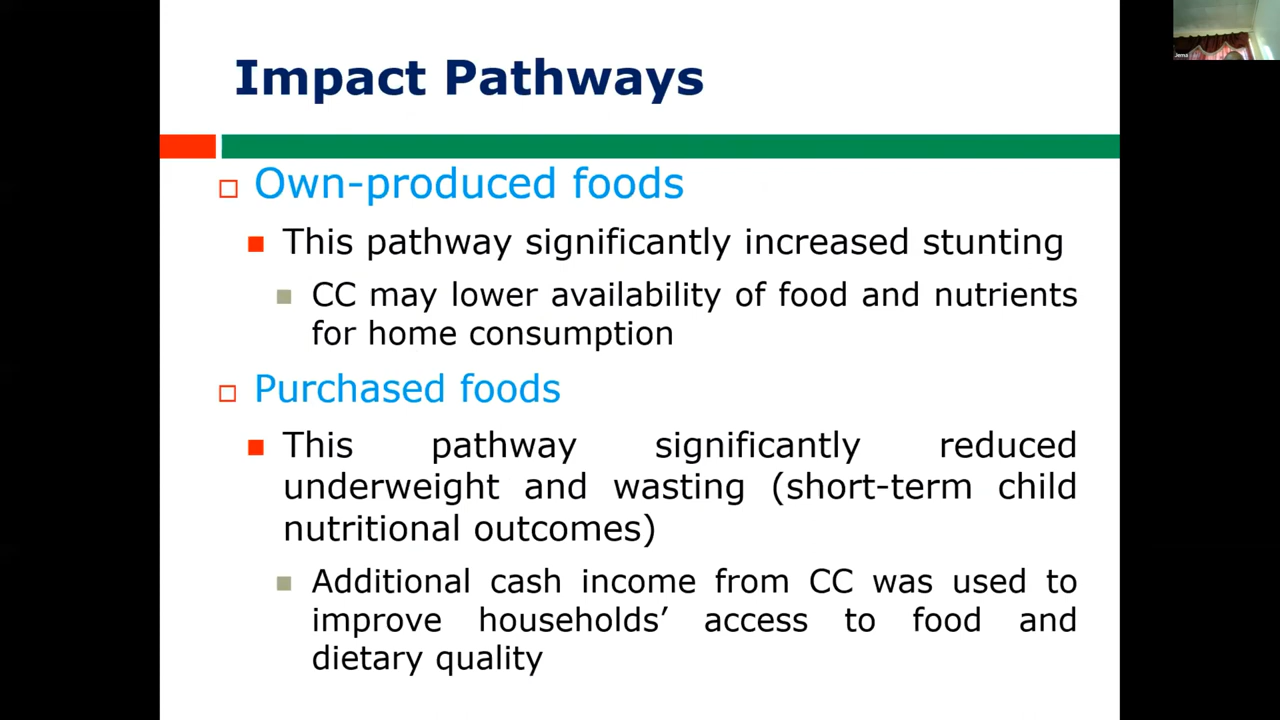 Impact Pathways
Own-produced foods
This pathway significantly increased stunting
CC may lower availability of food and nutrients
for home consumption
Purchased foods
This pathway significantly reduced
underweight and wasting (short-term child
nutritional outcomes)
Additional cash income from CC was used to
improve households’ access to food and
dietary quality